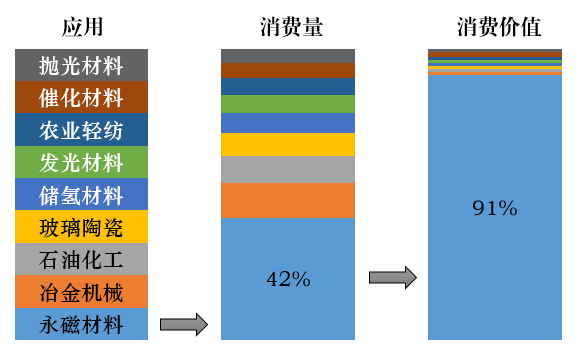 应用
消费量
消费价值
抛光材料
催化材料
农业轻纺
发光材料
储氢材料
玻璃陶瓷
石油化工
冶金机械
永磁材料
42%
91%